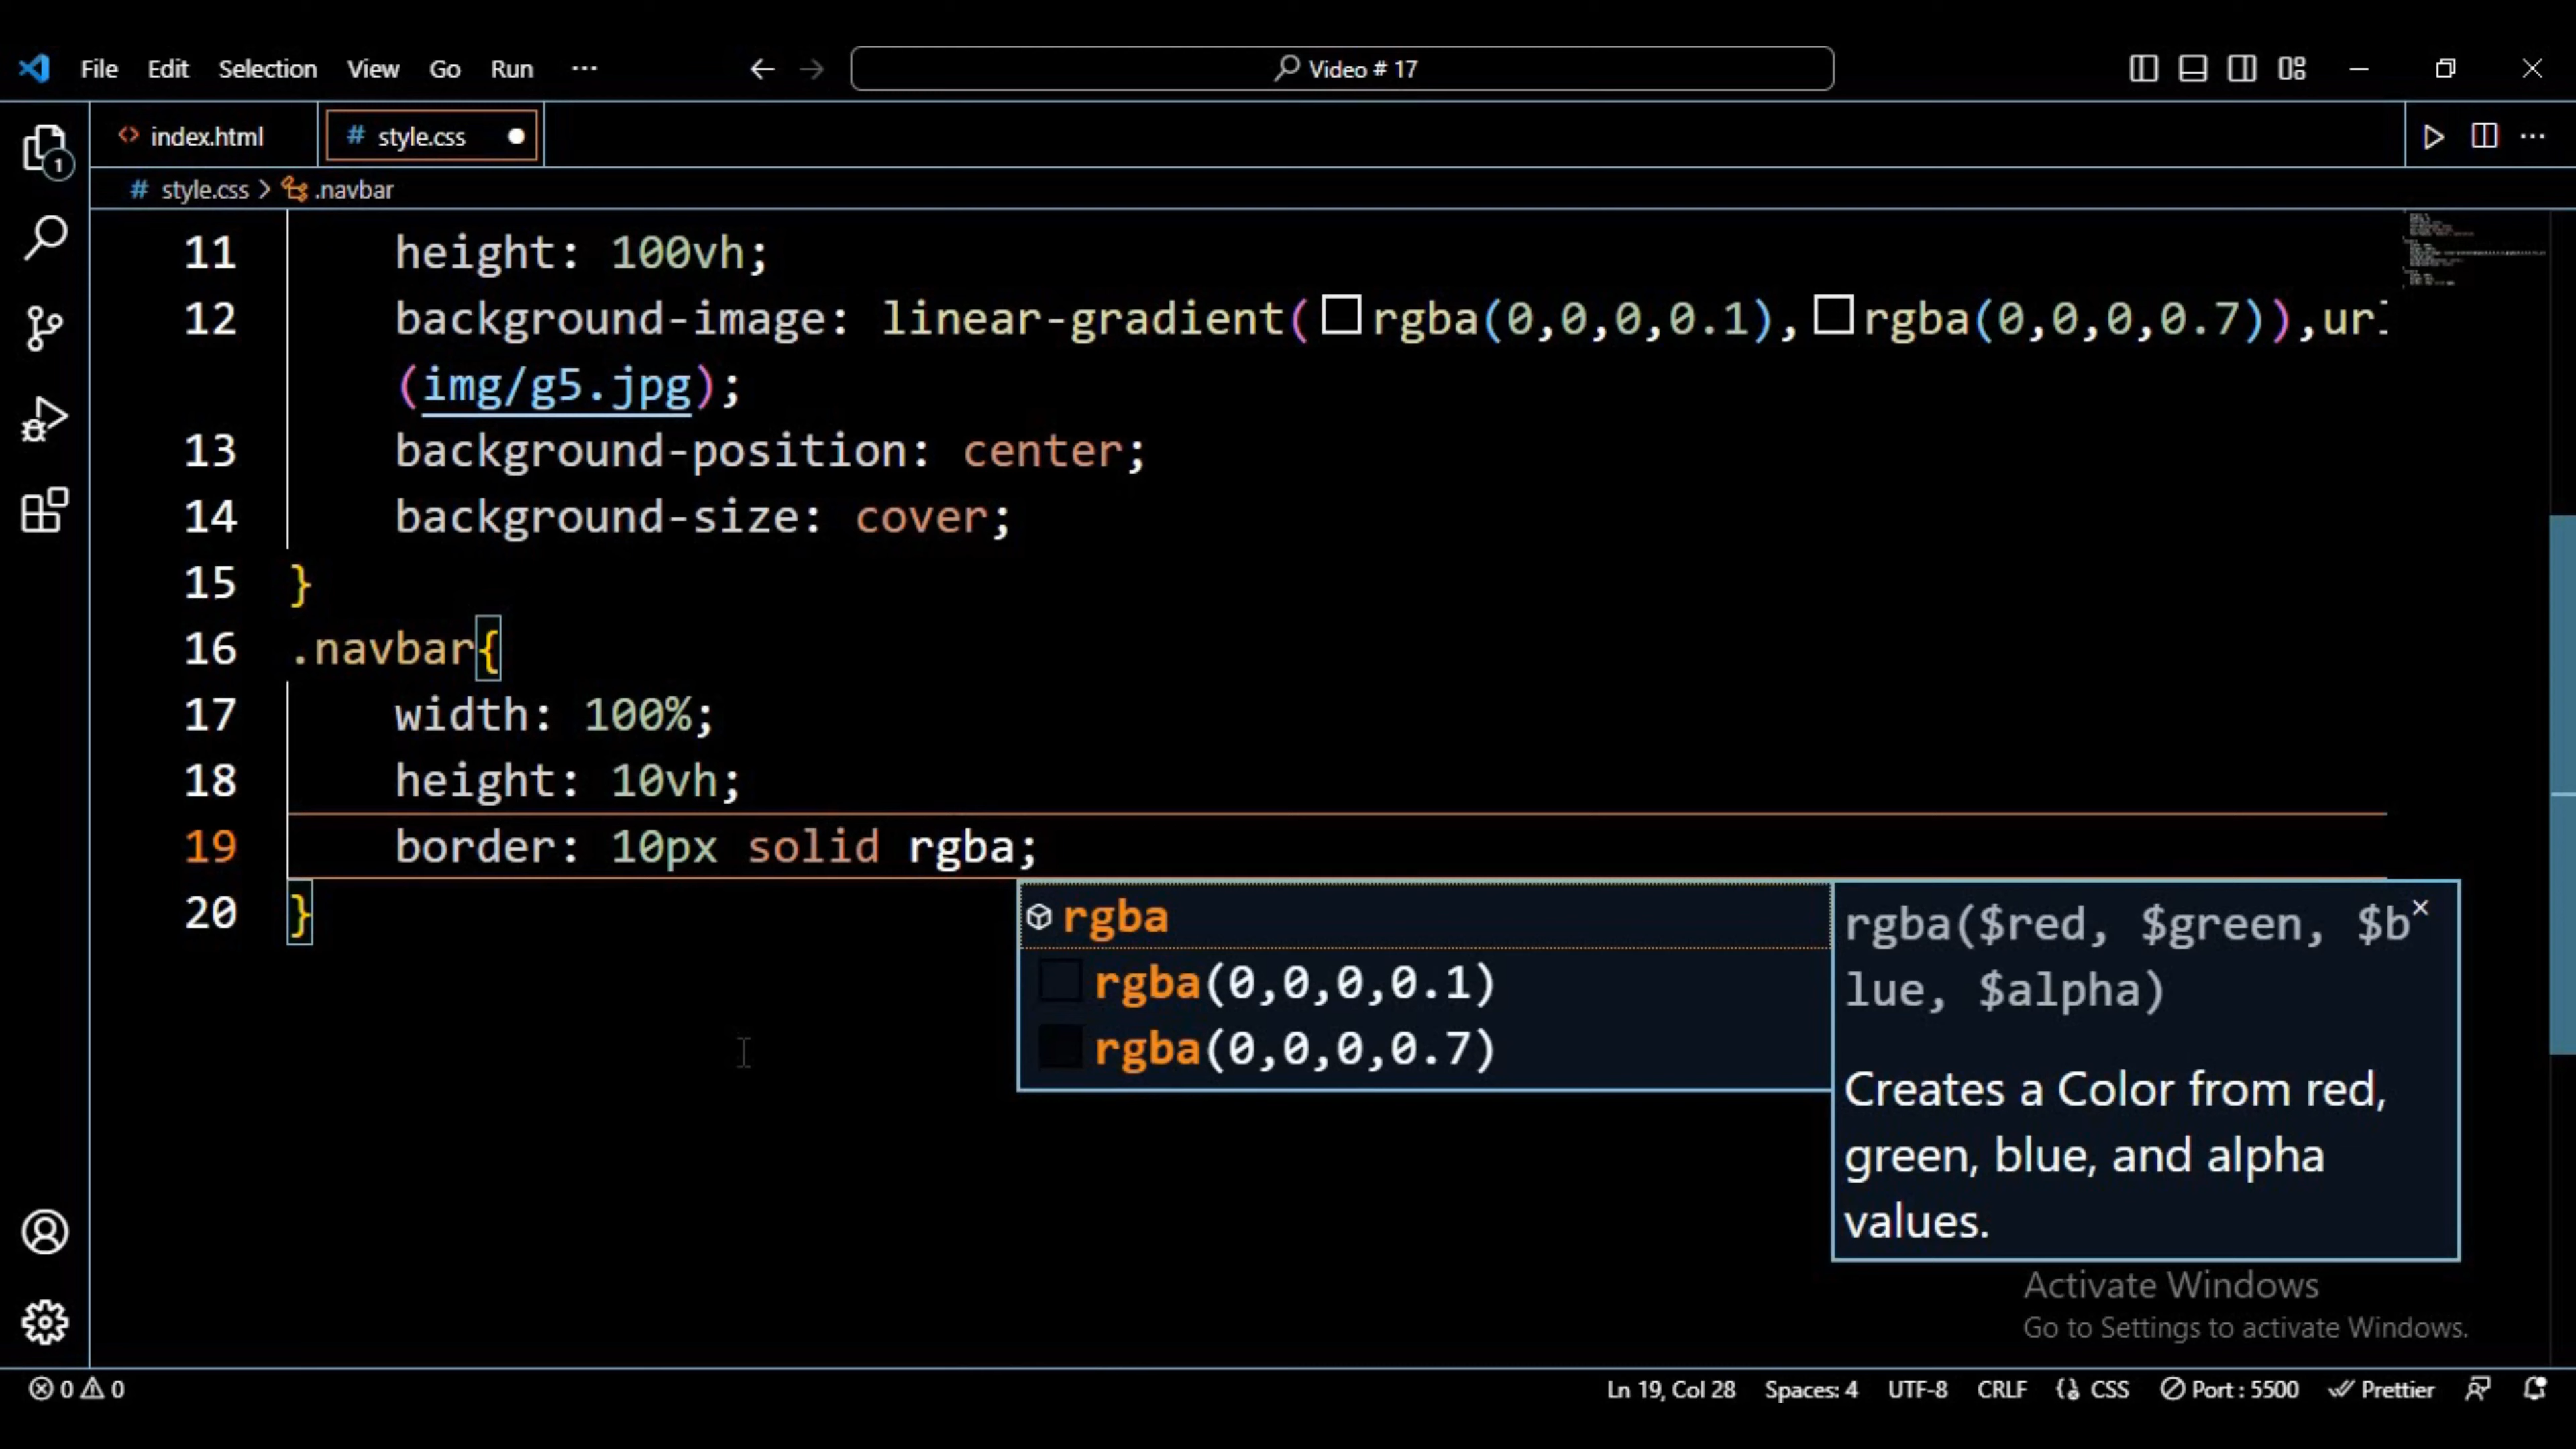 File Edit Selection View Go Run ··· Video # 17
index.html style.css
style.css > .navbar
11 height: 100vh;
12 background-image: linear-gradient(rgba(0,0,0,0.1),rgba(0,0,0,0.7)),url
(img/g5.jpg);
13 background-position: center;
14 background-size: cover;
15 }
16 .navbar{
17 width: 100%;
18 height: 10vh;
19 border: 10px solid rgba;
20 }
rgba
rgba(0,0,0,0.1)
rgba(0,0,0,0.7)
rgba($red, $green, $b
lue, $alpha)
Creates a Color from red,
green, blue, and alpha
values.
Activate Windows
Go to Settings to activate Windows.
1
0 0 Ln 19, Col 28 Spaces: 4 UTF-8 CRLF CSS Port : 5500 Prettier